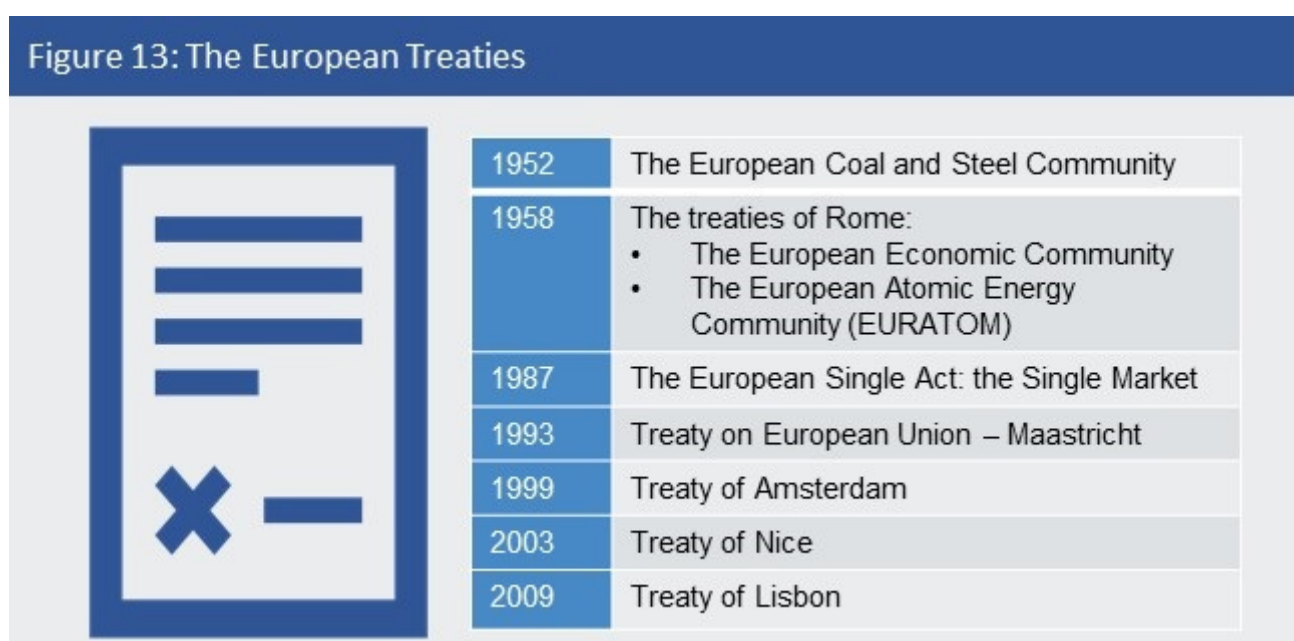 Figure 13: The European Treaties
1952 The European Coal and Steel Community
1958 The treaties of Rome:
• The European Economic Community
• The European Atomic Energy
Community (EURATOM)
1987 The European Single Act: the Single Market
1993 Treaty on European Union – Maastricht
1999 Treaty of Amsterdam
2003 Treaty of Nice
2009 Treaty of Lisbon